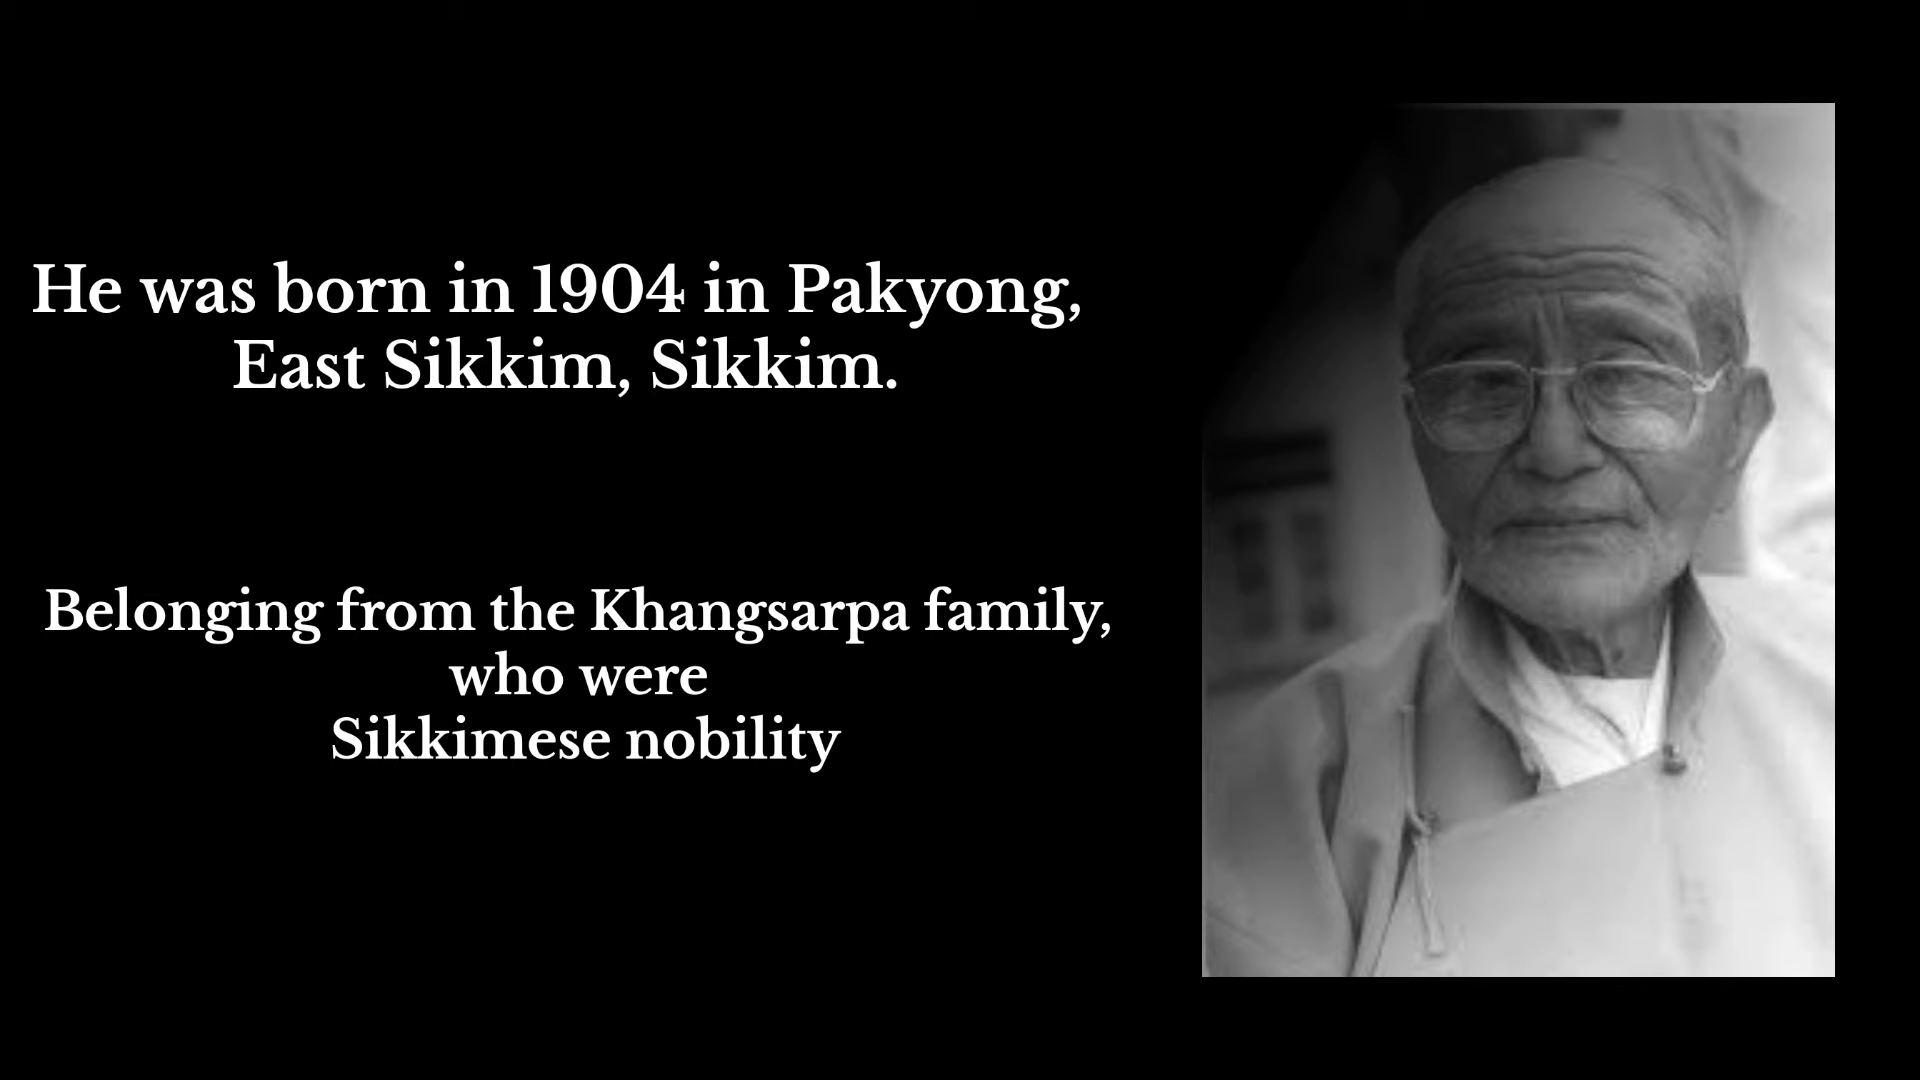 He was born in 1904 in Pakyong,
East Sikkim, Sikkim.
Belonging from the Khangsarpa family,
who were
Sikkimese nobility